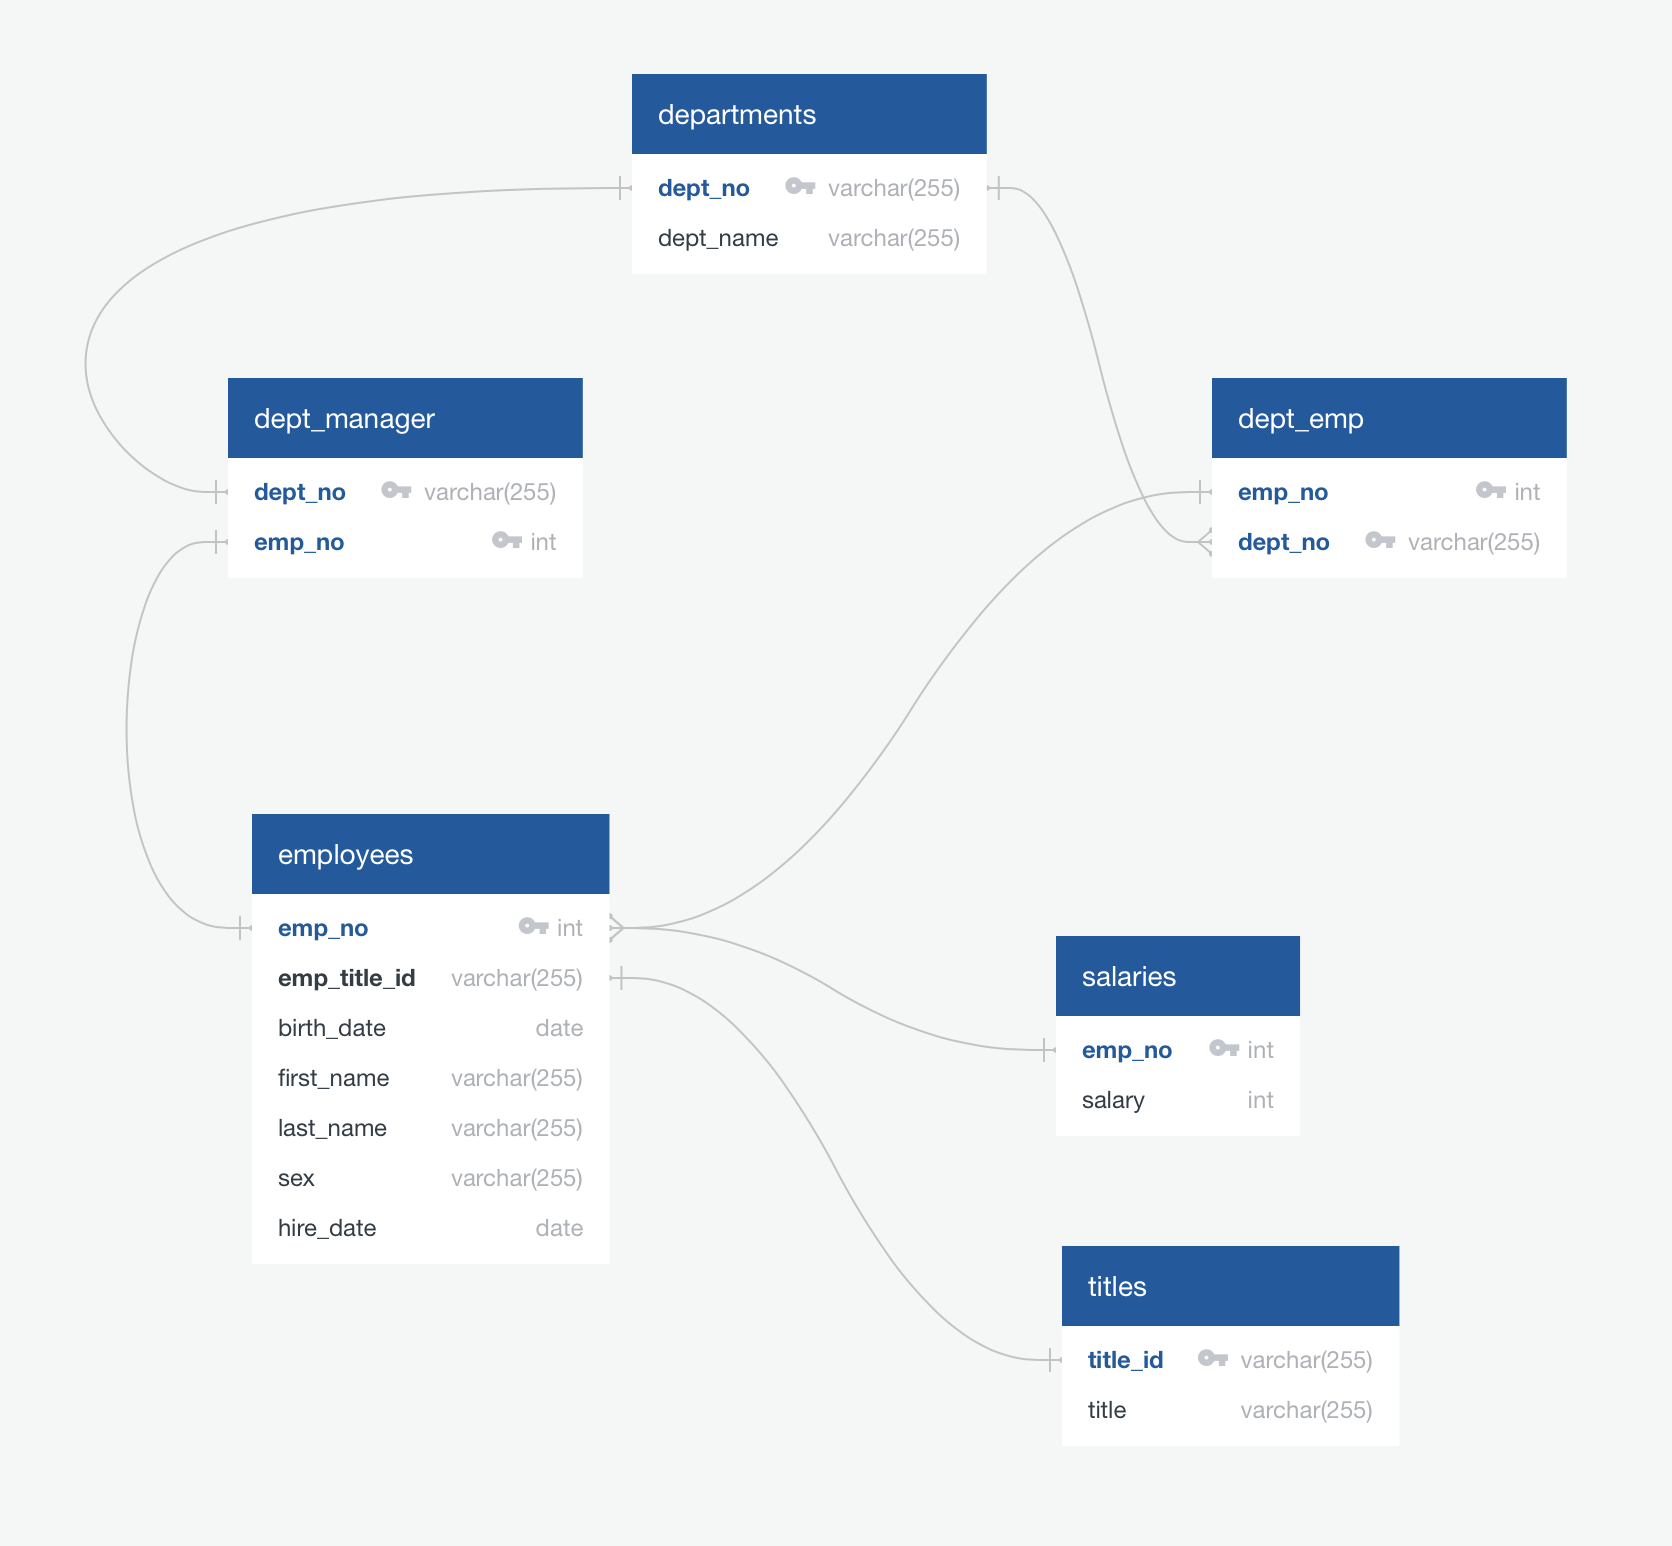 departments
dept_no varchar(255)
dept_name varchar(255)
dept_manager
dept_no varchar(255)
emp_no int
dept_emp
emp_no int
dept_no varchar(255)
employees
emp_no int
emp_title_id varchar(255)
birth_date date
first_name varchar(255)
last_name varchar(255)
sex varchar(255)
hire_date date
salaries
emp_no int
salary int
titles
title_id varchar(255)
title varchar(255)